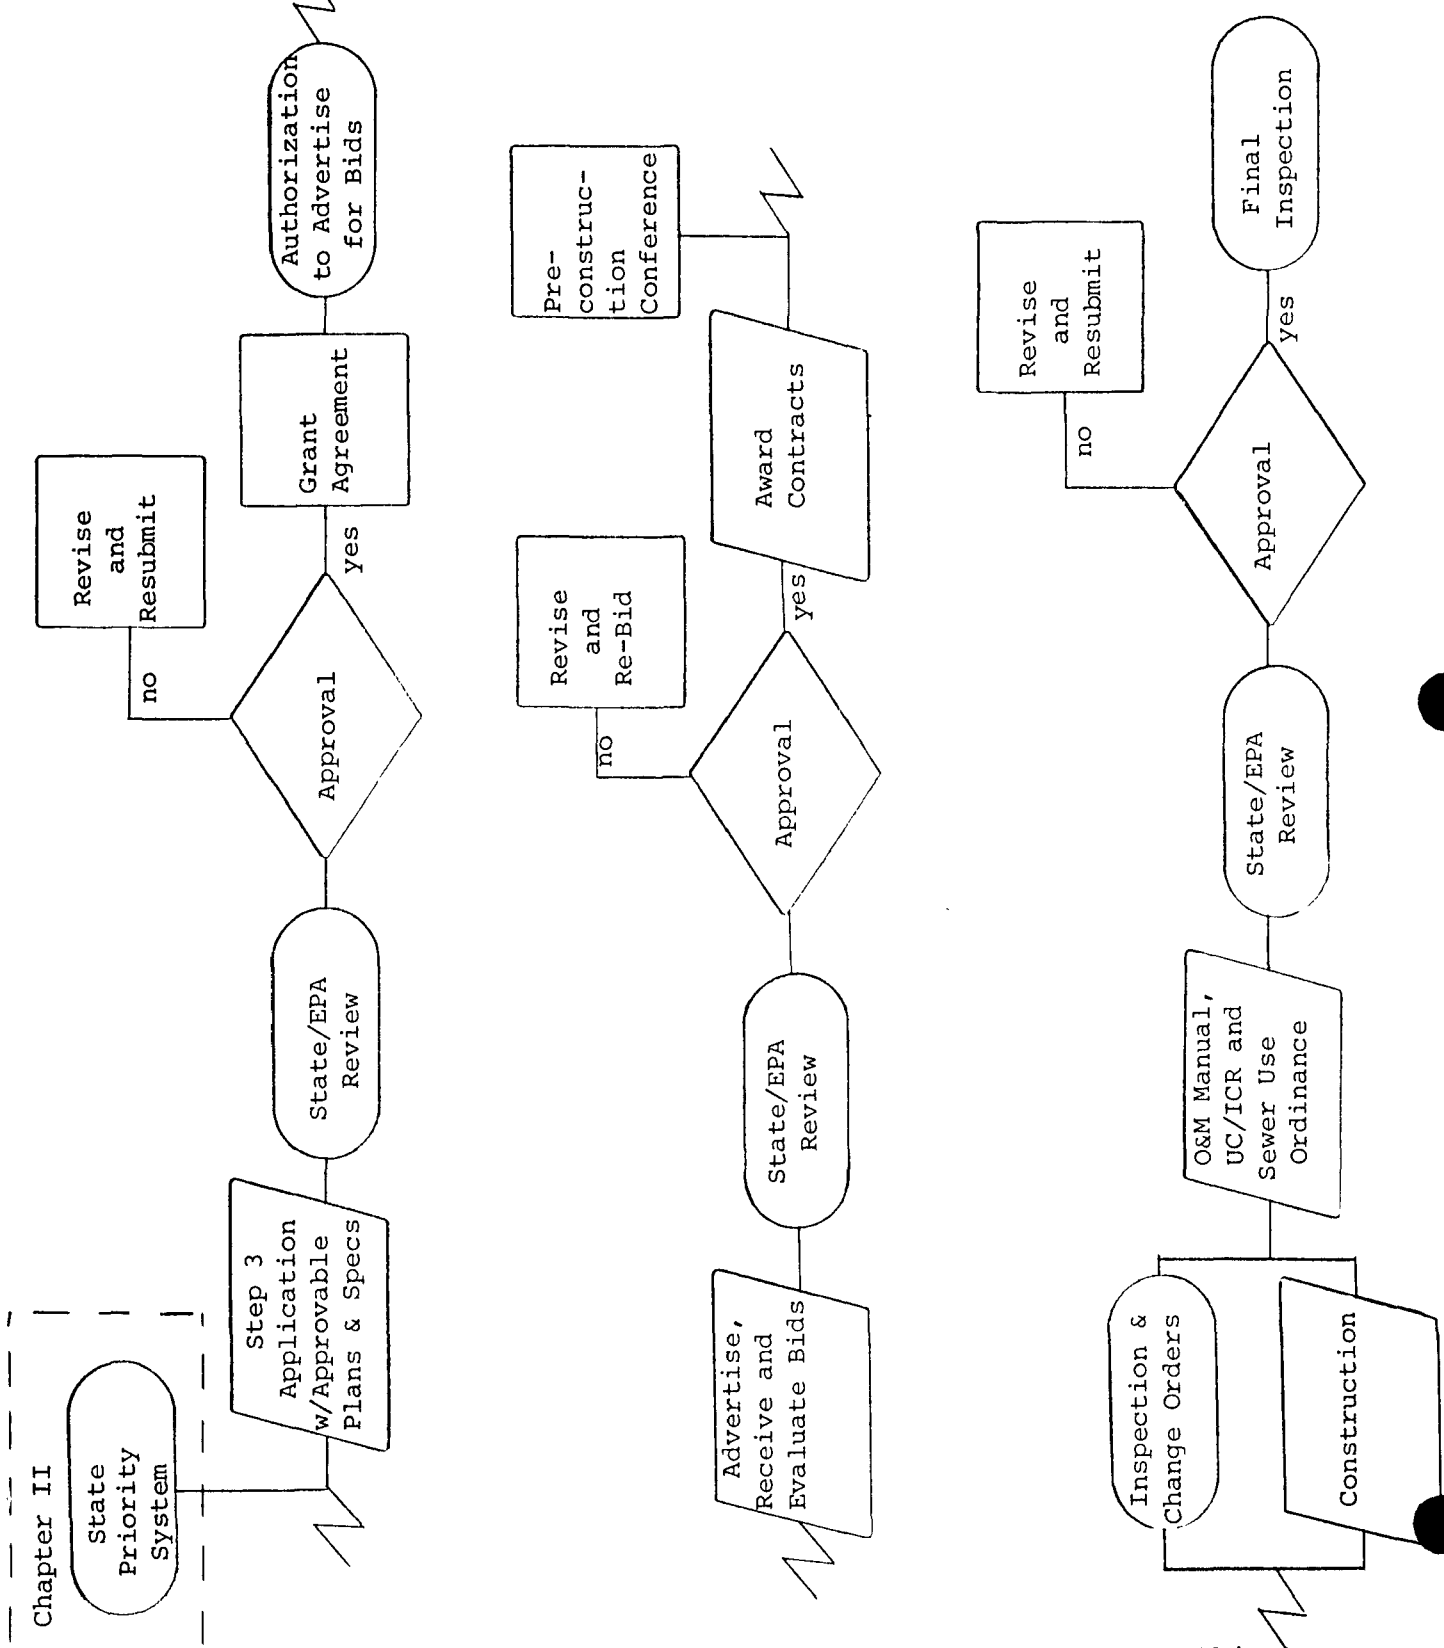 Chapter II
State
Priority
System
Step 3
Application
w/Approvable
Plans & Specs
State/EPA
Review
Approval
no
Revise
and
Resubmit
yes
Grant
Agreement
Authorization
to Advertise
for Bids
Advertise,
Receive and
Evaluate Bids
State/EPA
Review
Approval
no
Revise
and
Re-Bid
yes
Award
Contracts
Pre-
construc-
tion
Conference
Inspection &
Change Orders
Construction
O&M Manual,
UC/ICR and
Sewer Use
Ordinance
State/EPA
Review
Approval
no
Revise
and
Resubmit
yes
Final
Inspection